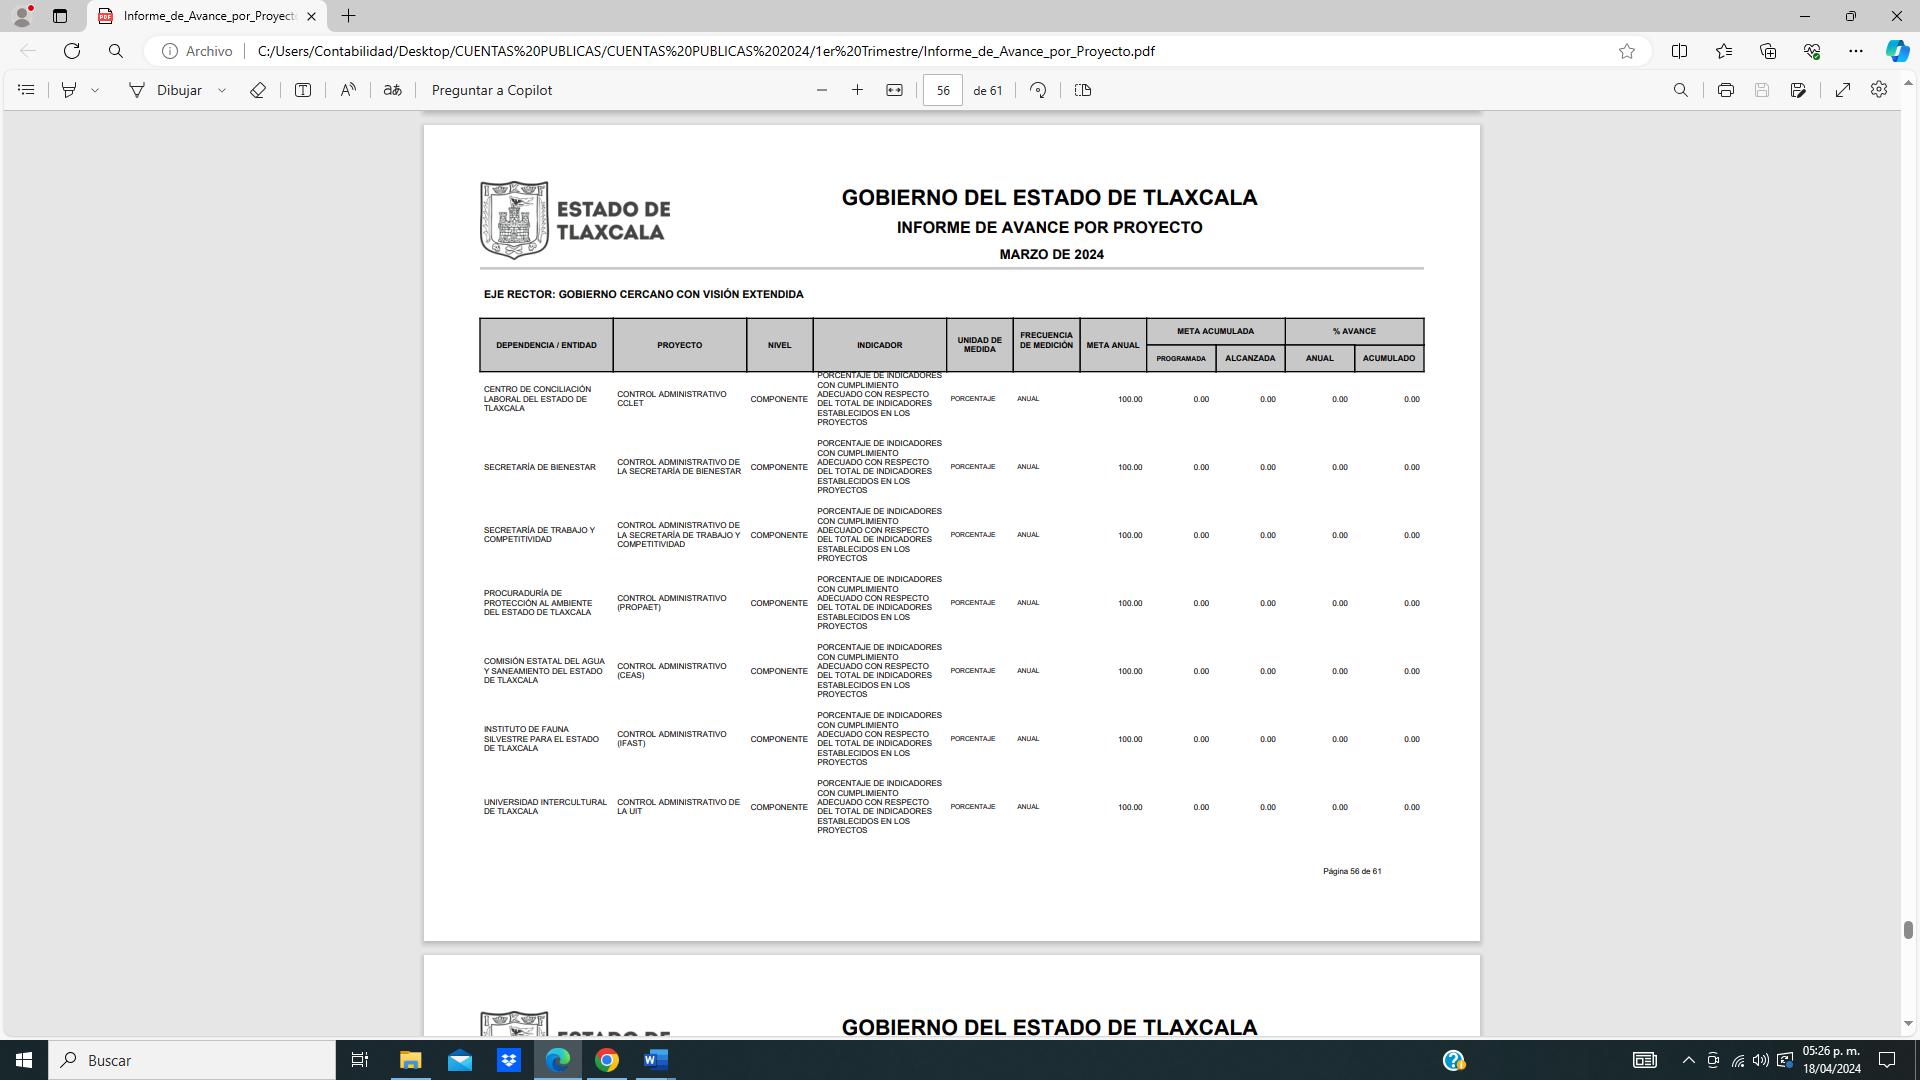 Informe_de_Avance_por_Proyecto
Archivo
C:/Users/Contabilidad/Desktop/CUENTAS%20PUBLICAS/CUENTAS%20PUBLICAS%202024/1er%20Trimestre/Informe_de_Avance_por_Proyecto.pdf
Dibujar
Preguntar a Copilot
56 de 61
ESTADO DE
TLAXCALA
GOBIERNO DEL ESTADO DE TLAXCALA
INFORME DE AVANCE POR PROYECTO
MARZO DE 2024
EJE RECTOR: GOBIERNO CERCANO CON VISIÓN EXTENDIDA
DEPENDENCIA / ENTIDAD
PROYECTO
NIVEL
INDICADOR
UNIDAD DE
MEDIDA
FRECUENCIA
DE MEDICIÓN
META ANUAL
META ACUMULADA
PROGRAMADA
ALCANZADA
% AVANCE
ANUAL
ACUMULADO
CENTRO DE CONCILIACIÓN
LABORAL DEL ESTADO DE
TLAXCALA
CONTROL ADMINISTRATIVO
CCLET
COMPONENTE
PORCENTAJE DE INDICADORES
CON CUMPLIMIENTO
ADECUADO CON RESPECTO
DEL TOTAL DE INDICADORES
ESTABLECIDOS EN LOS
PROYECTOS
PORCENTAJE
ANUAL
100.00
0.00
0.00
0.00
0.00
SECRETARÍA DE BIENESTAR
CONTROL ADMINISTRATIVO DE
LA SECRETARÍA DE BIENESTAR
COMPONENTE
PORCENTAJE DE INDICADORES
CON CUMPLIMIENTO
ADECUADO CON RESPECTO
DEL TOTAL DE INDICADORES
ESTABLECIDOS EN LOS
PROYECTOS
PORCENTAJE
ANUAL
100.00
0.00
0.00
0.00
0.00
SECRETARÍA DE TRABAJO Y
COMPETITIVIDAD
CONTROL ADMINISTRATIVO DE
LA SECRETARÍA DE TRABAJO Y
COMPETITIVIDAD
COMPONENTE
PORCENTAJE DE INDICADORES
CON CUMPLIMIENTO
ADECUADO CON RESPECTO
DEL TOTAL DE INDICADORES
ESTABLECIDOS EN LOS
PROYECTOS
PORCENTAJE
ANUAL
100.00
0.00
0.00
0.00
0.00
PROCURADURÍA DE
PROTECCIÓN AL AMBIENTE
DEL ESTADO DE TLAXCALA
CONTROL ADMINISTRATIVO
(PROPAET)
COMPONENTE
PORCENTAJE DE INDICADORES
CON CUMPLIMIENTO
ADECUADO CON RESPECTO
DEL TOTAL DE INDICADORES
ESTABLECIDOS EN LOS
PROYECTOS
PORCENTAJE
ANUAL
100.00
0.00
0.00
0.00
0.00
COMISIÓN ESTATAL DEL AGUA
Y SANEAMIENTO DEL ESTADO
DE TLAXCALA
CONTROL ADMINISTRATIVO
(CEAS)
COMPONENTE
PORCENTAJE DE INDICADORES
CON CUMPLIMIENTO
ADECUADO CON RESPECTO
DEL TOTAL DE INDICADORES
ESTABLECIDOS EN LOS
PROYECTOS
PORCENTAJE
ANUAL
100.00
0.00
0.00
0.00
0.00
INSTITUTO DE FAUNA
SILVESTRE PARA EL ESTADO
DE TLAXCALA
CONTROL ADMINISTRATIVO
(IFAST)
COMPONENTE
PORCENTAJE DE INDICADORES
CON CUMPLIMIENTO
ADECUADO CON RESPECTO
DEL TOTAL DE INDICADORES
ESTABLECIDOS EN LOS
PROYECTOS
PORCENTAJE
ANUAL
100.00
0.00
0.00
0.00
0.00
UNIVERSIDAD INTERCULTURAL
DE TLAXCALA
CONTROL ADMINISTRATIVO DE
LA UIT
COMPONENTE
PORCENTAJE DE INDICADORES
CON CUMPLIMIENTO
ADECUADO CON RESPECTO
DEL TOTAL DE INDICADORES
ESTABLECIDOS EN LOS
PROYECTOS
PORCENTAJE
ANUAL
100.00
0.00
0.00
0.00
0.00
Página 56 de 61
ESTADO DE
GOBIERNO DEL ESTADO DE TLAXCALA
Buscar
05:26 p. m.
18/04/2024